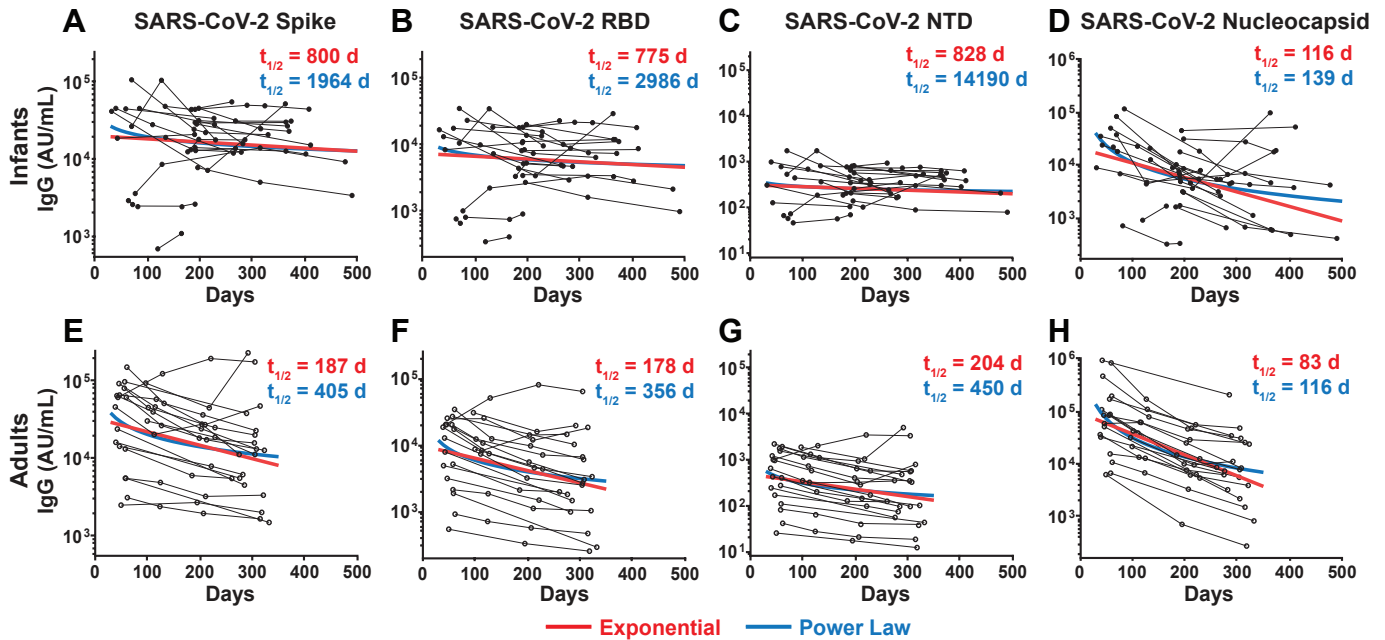 A SARS-CoV-2 Spike
B SARS-CoV-2 RBD
C SARS-CoV-2 NTD
D SARS-CoV-2 Nucleocapsid
Infants
IgG (AU/mL)
t1/2 = 800 d
t1/2 = 1964 d
10⁵
10⁴
10³
0 100 200 300 400 500
Days
t1/2 = 775 d
t1/2 = 2986 d
10⁵
10⁴
10³
0 100 200 300 400 500
Days
t1/2 = 828 d
t1/2 = 14190 d
10⁵
10⁴
10³
10²
10¹
0 100 200 300 400 500
Days
t1/2 = 116 d
t1/2 = 139 d
10⁶
10⁵
10⁴
10³
0 100 200 300 400 500
Days
Adults
IgG (AU/mL)
E
t1/2 = 187 d
t1/2 = 405 d
10⁵
10⁴
10³
0 100 200 300 400 500
Days
F
t1/2 = 178 d
t1/2 = 356 d
10⁵
10⁴
10³
0 100 200 300 400 500
Days
G
t1/2 = 204 d
t1/2 = 450 d
10⁵
10⁴
10³
10²
10¹
0 100 200 300 400 500
Days
H
t1/2 = 83 d
t1/2 = 116 d
10⁶
10⁵
10⁴
10³
0 100 200 300 400 500
Days
Exponential Power Law